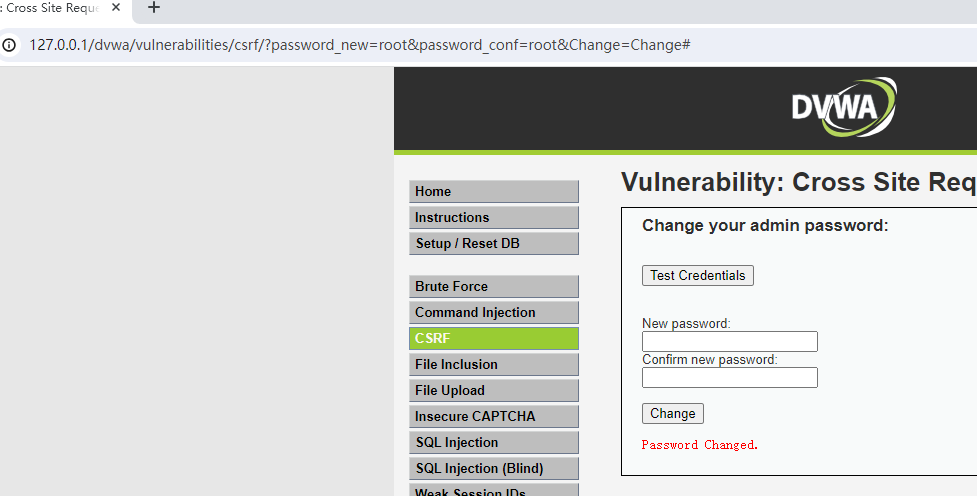 : Cross Site Reque
127.0.0.1/dvwa/vulnerabilities/csrf/?password_new=root&password_conf=root&Change=Change#
DVWA
Home
Instructions
Setup / Reset DB
Brute Force
Command Injection
CSRF
File Inclusion
File Upload
Insecure CAPTCHA
SQL Injection
SQL Injection (Blind)
Weak Session IDs
Vulnerability: Cross Site Req
Change your admin password:
Test Credentials
New password:
Confirm new password:
Change
Password Changed.